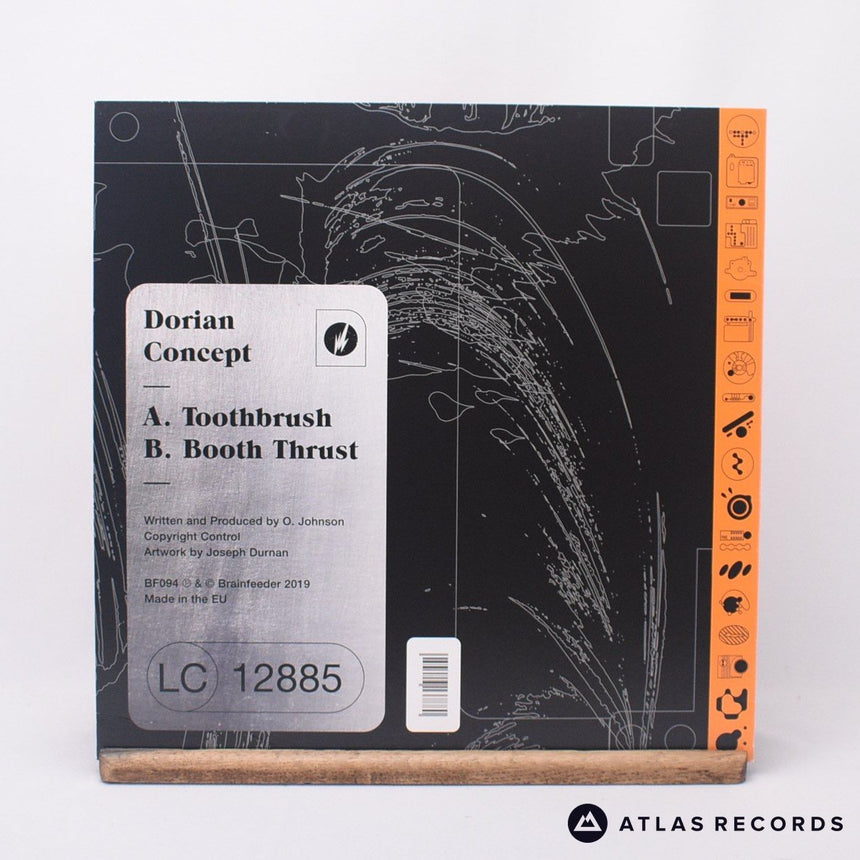 Dorian
Concept
A. Toothbrush
B. Booth Thrust
Written and Produced by O. Johnson
Copyright Control
Artwork by Joseph Durnan
BF094 ℗ & © Brainfeeder 2019
Made in the EU
LC 12885
ATLAS RECORDS